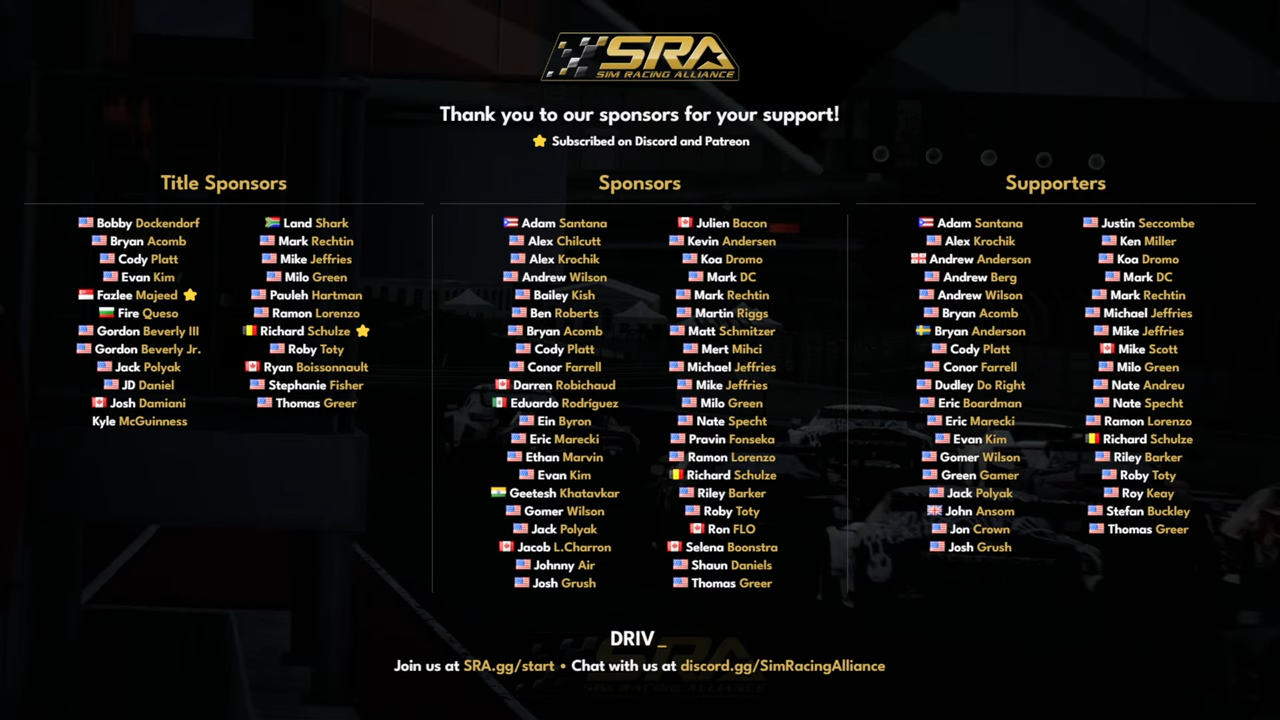 SRA
SIM RACING ALLIANCE
Thank you to our sponsors for your support!
Subscribed on Discord and Patreon
Title Sponsors
Bobby Dockendorf
Bryan Acomb
Cody Platt
Evan Kim
Fazlee Majeed
Fire Queso
Gordon Beverly III
Gordon Beverly Jr.
Jack Polyak
JD Daniel
Josh Damiani
Kyle McGuinness
Land Shark
Mark Rechtin
Mike Jeffries
Milo Green
Pauleh Hartman
Ramon Lorenzo
Richard Schulze
Roby Toty
Ryan Boissonnault
Stephanie Fisher
Thomas Greer
Sponsors
Adam Santana
Alex Chilcutt
Alex Krochik
Andrew Wilson
Bailey Kish
Ben Roberts
Bryan Acomb
Cody Platt
Conor Farrell
Darren Robichaud
Eduardo Rodríguez
Ein Byron
Eric Marecki
Ethan Marvin
Evan Kim
Geetesh Khatavkar
Gomer Wilson
Jack Polyak
Jacob L.Charron
Johnny Air
Josh Grush
Julien Bacon
Kevin Andersen
Koa Dromo
Mark DC
Mark Rechtin
Martin Riggs
Matt Schmitzer
Mert Mihci
Michael Jeffries
Mike Jeffries
Milo Green
Nate Specht
Pravin Fonseka
Ramon Lorenzo
Richard Schulze
Riley Barker
Roby Toty
Ron FLO
Selena Boonstra
Shaun Daniels
Thomas Greer
Supporters
Adam Santana
Alex Krochik
Andrew Anderson
Andrew Berg
Andrew Wilson
Bryan Acomb
Bryan Anderson
Cody Platt
Conor Farrell
Dudley Do Right
Eric Boardman
Eric Marecki
Evan Kim
Gomer Wilson
Green Gamer
Jack Polyak
John Ansom
Jon Crown
Josh Grush
Justin Seccombe
Ken Miller
Koa Dromo
Mark DC
Mark Rechtin
Michael Jeffries
Mike Jeffries
Mike Scott
Milo Green
Nate Andreu
Nate Specht
Ramon Lorenzo
Richard Schulze
Riley Barker
Roby Toty
Roy Keay
Stefan Buckley
Thomas Greer
DRIV_
Join us at SRA.gg/start • Chat with us at discord.gg/SimRacingAlliance
SIM RACING ALLIANCE